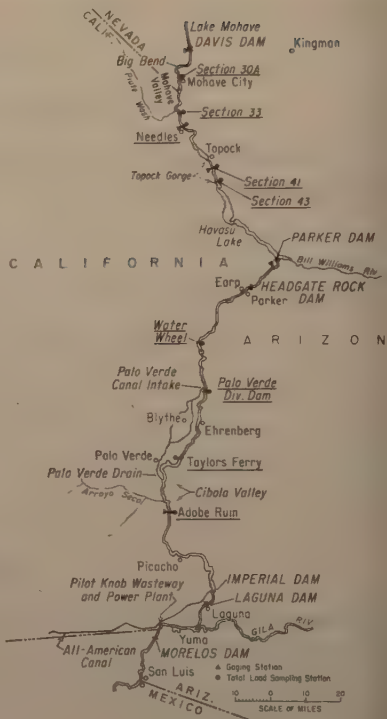 NEVADA
CALIF.
Lake Mohave
DAVIS DAM
Kingman
Big Bend
Section 30A
Mohave Valley
Mohave City
Piute Wash
Section 33
Needles
Topock
Topock Gorge
Section 41
Section 43
Havasu
Lake
PARKER DAM
Bill Williams Riv
CALIFORNIA
Earp
HEADGATE ROCK
DAM
Parker
Water
Wheel
ARIZON
Palo Verde
Canal Intake
Palo Verde
Div. Dam
Blythe
Ehrenberg
Palo Verde
Taylors Ferry
Palo Verde Drain
Arroyo Seco
Cibola Valley
Adobe Ruin
Picacho
Pilot Knob Wasteway
and Power Plant
IMPERIAL DAM
LAGUNA DAM
Laguna
GILA RIV
Yuma
All-American
Canal
MORELOS DAM
San Luis
ARIZ.
MEXICO
Gaging Station
Total Load Sampling Station
10 0 10 20
SCALE OF MILES